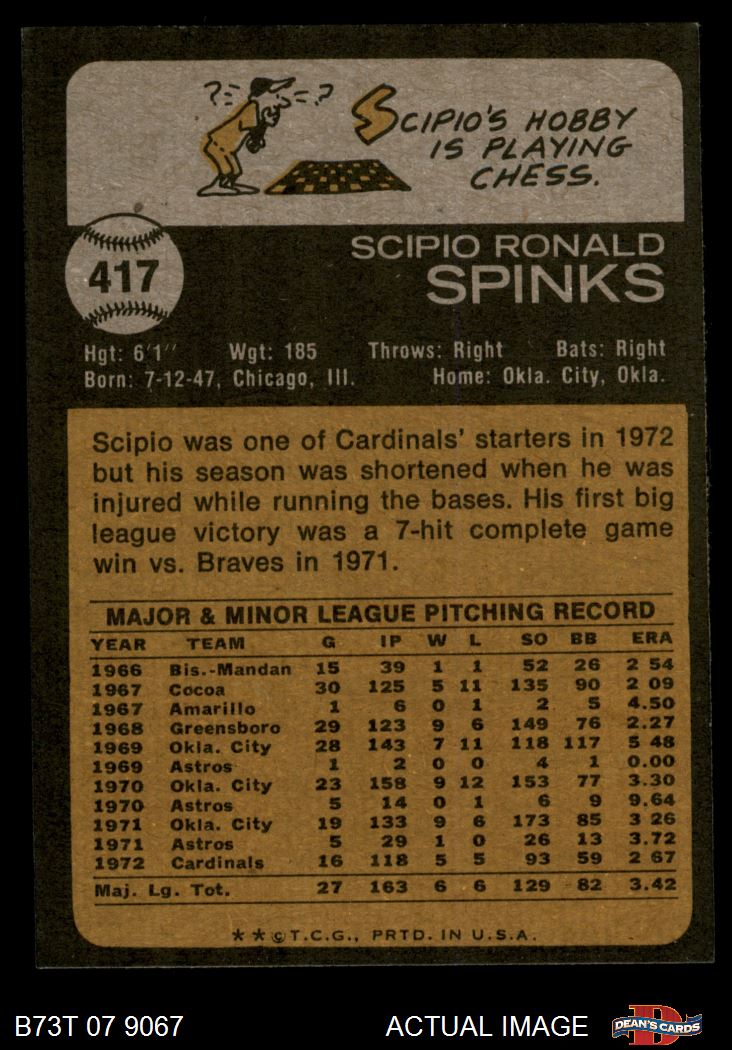 ?? ?
SCIPIO'S HOBBY
IS PLAYING
CHESS.
417
SCIPIO RONALD
SPINKS
Hgt: 6'1" Wgt: 185 Throws: Right Bats: Right
Born: 7-12-47, Chicago, Ill. Home: Okla. City, Okla.
Scipio was one of Cardinals' starters in 1972
but his season was shortened when he was
injured while running the bases. His first big
league victory was a 7-hit complete game
win vs. Braves in 1971.
MAJOR & MINOR LEAGUE PITCHING RECORD
YEAR TEAM G IP W L SO BB ERA
1966 Bis.-Mandan 15 39 1 1 52 26 2 54
1967 Cocoa 30 125 5 11 135 90 2 09
1967 Amarillo 1 6 0 1 2 5 4.50
1968 Greensboro 29 123 9 6 149 76 2.27
1969 Okla. City 28 143 7 11 118 117 5 48
1969 Astros 1 2 0 0 4 1 0.00
1970 Okla. City 23 158 9 12 153 77 3.30
1970 Astros 5 14 0 1 6 9 9.64
1971 Okla. City 19 133 9 6 173 85 3 26
1971 Astros 5 29 1 0 26 13 3.72
1972 Cardinals 16 118 5 5 93 59 2 67
Maj. Lg. Tot. 27 163 6 6 129 82 3.42
**©T.C.G., PRTD. IN U.S.A.
B73T 07 9067 ACTUAL IMAGE D DEAN'S CARDS